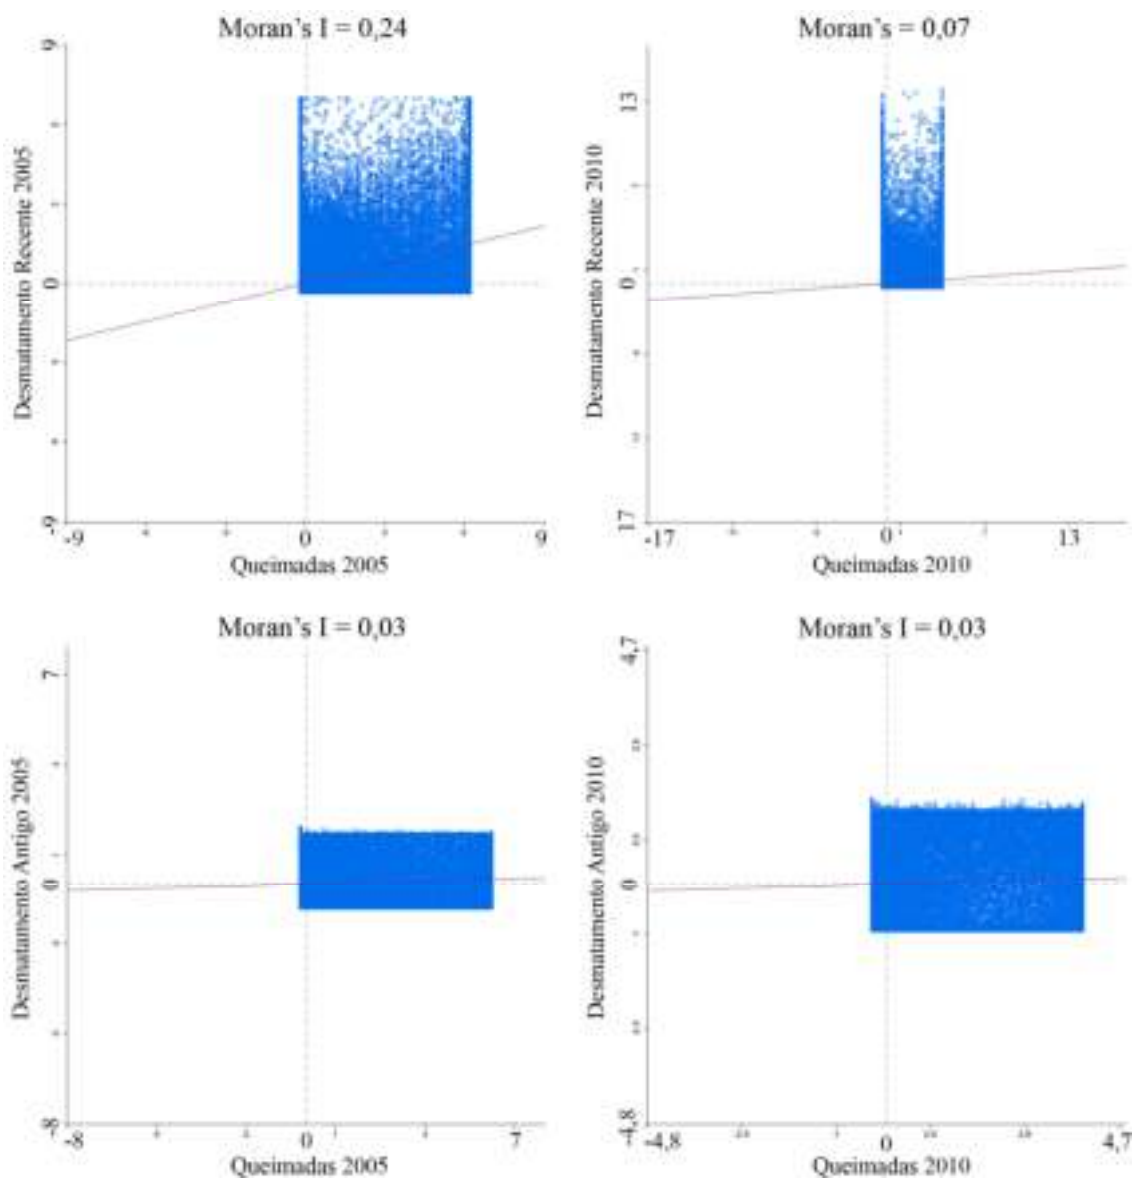 Moran's I = 0,24
9
Desmatamento Recente 2005
0
-9
-9
0
9
Queimadas 2005
Moran's = 0,07
13
Desmatamento Recente 2010
0
17
-17
0
13
Queimadas 2010
Moran's I = 0,03
7
Desmatamento Antigo 2005
0
-8
-8
0
7
Queimadas 2005
Moran's I = 0,03
4,7
Desmatamento Antigo 2010
0
-4,8
-4,8
0
4,7
Queimadas 2010